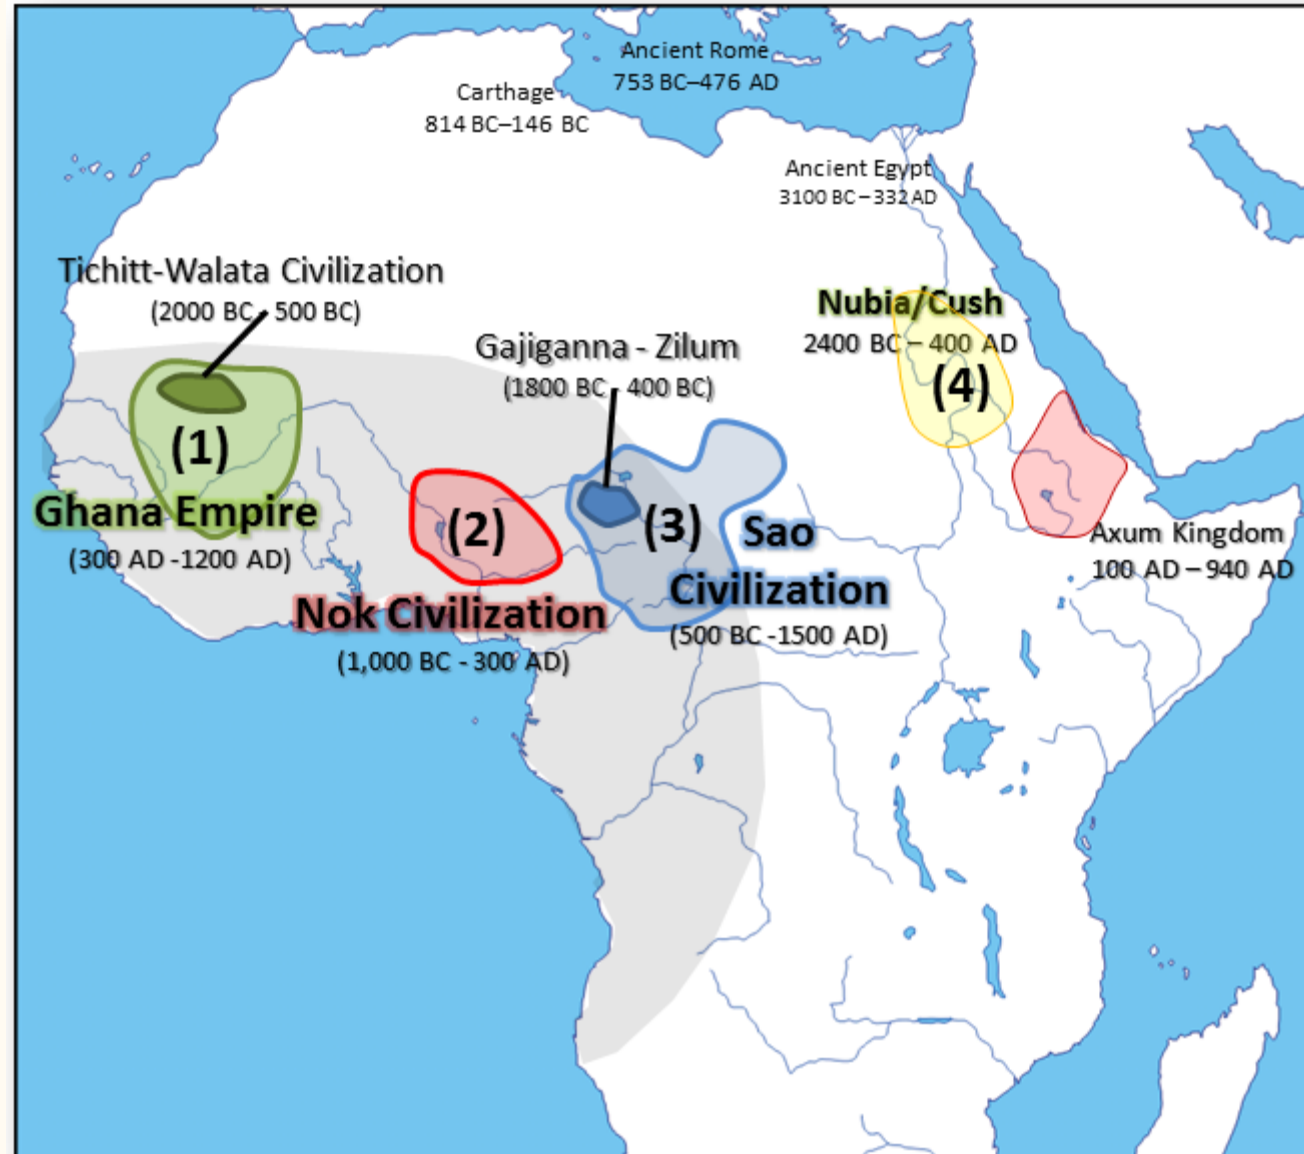 Ancient Rome
753 BC–476 AD
Carthage
814 BC–146 BC
Ancient Egypt
3100 BC – 332 AD
Tichitt-Walata Civilization
(2000 BC - 500 BC)
Nubia/Cush
2400 BC – 400 AD
(4)
Gajiganna - Zilum
(1800 BC - 400 BC)
(1)
Ghana Empire
(300 AD -1200 AD)
(2)
Nok Civilization
(1,000 BC - 300 AD)
(3)
Sao
Civilization
(500 BC -1500 AD)
Axum Kingdom
100 AD – 940 AD